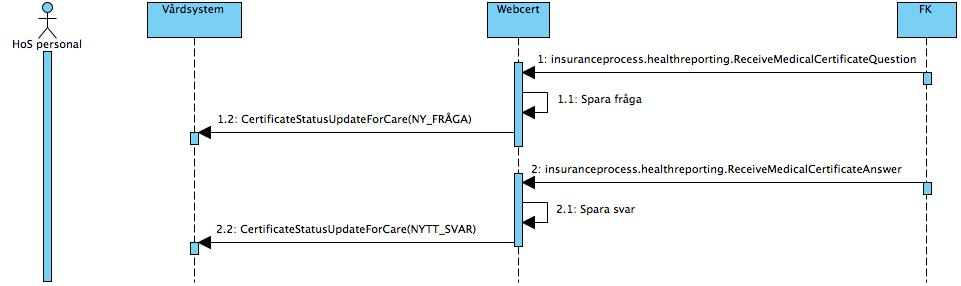 Vårdsystem
Webcert
FK
HoS personal
1: insuranceprocess.healthreporting.ReceiveMedicalCertificateQuestion
1.1: Spara fråga
1.2: CertificateStatusUpdateForCare(NY_FRÅGA)
2: insuranceprocess.healthreporting.ReceiveMedicalCertificateAnswer
2.1: Spara svar
2.2: CertificateStatusUpdateForCare(NYTT_SVAR)